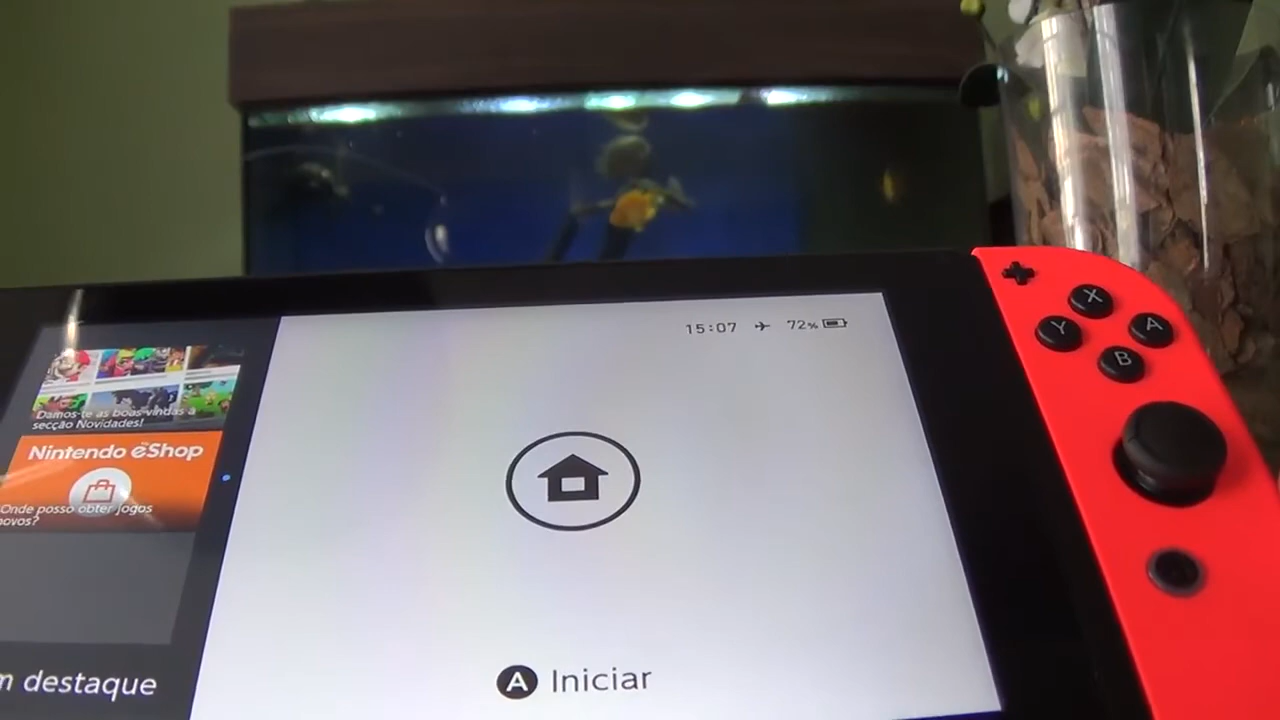 15:07 72%
Damos-te as boas-vindas à
secção Novidades!
Nintendo eShop
Onde posso obter jogos
novos?
destaque
A Iniciar
X
Y
A
B